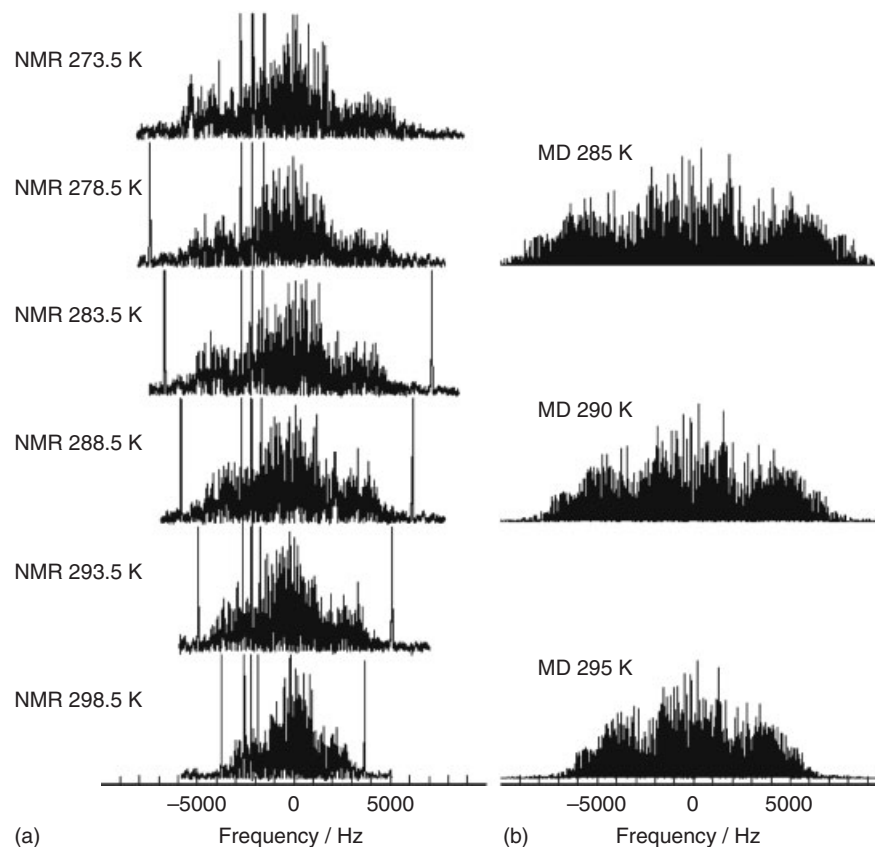 NMR 273.5 K
NMR 278.5 K
NMR 283.5 K
NMR 288.5 K
NMR 293.5 K
NMR 298.5 K
–5000 0 5000
(a) Frequency / Hz
MD 285 K
MD 290 K
MD 295 K
–5000 0 5000
(b) Frequency / Hz